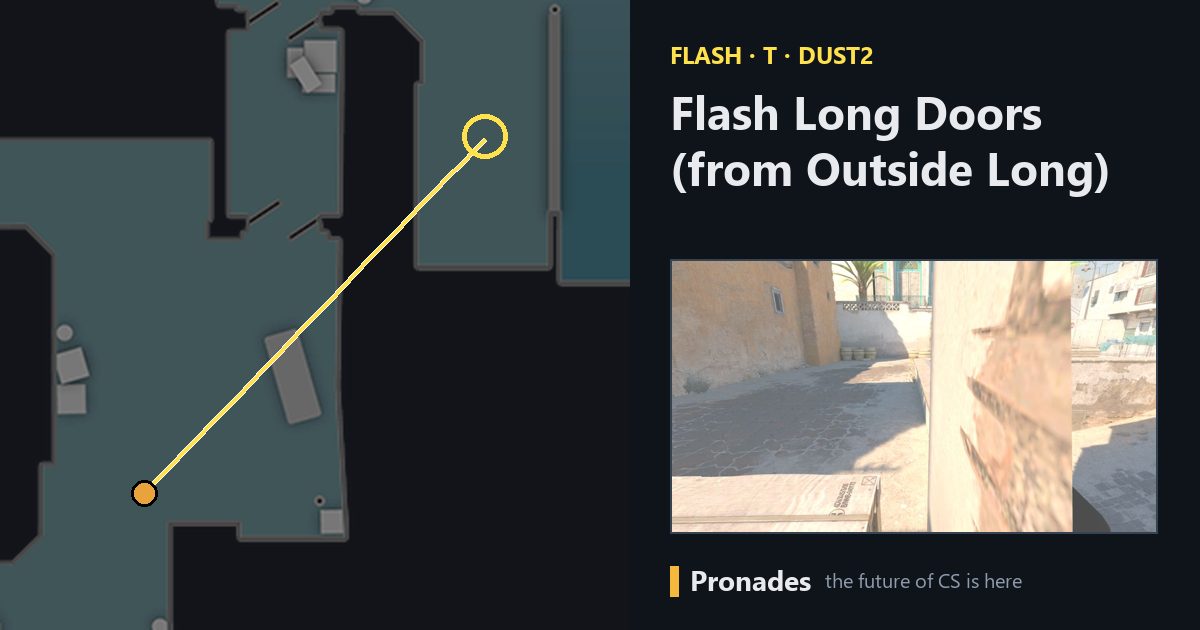 FLASH · T · DUST2
Flash Long Doors
(from Outside Long)
Pronades the future of CS is here